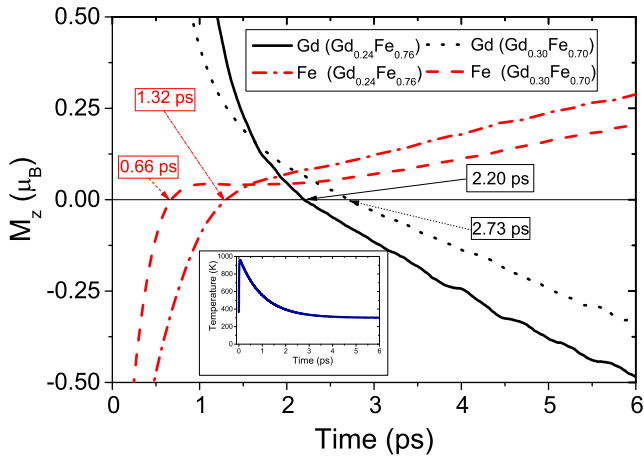 0.50
Gd (Gd0.24Fe0.76) Gd (Gd0.30Fe0.70)
Fe (Gd0.24Fe0.76) Fe (Gd0.30Fe0.70)
1.32 ps
0.25
0.66 ps
2.20 ps
0.00
2.73 ps
Mz (μB)
-0.25
1000
800
600
400
200
0
Temperature (K)
0 1 2 3 4 5 6
Time (ps)
-0.50
0 1 2 3 4 5 6
Time (ps)